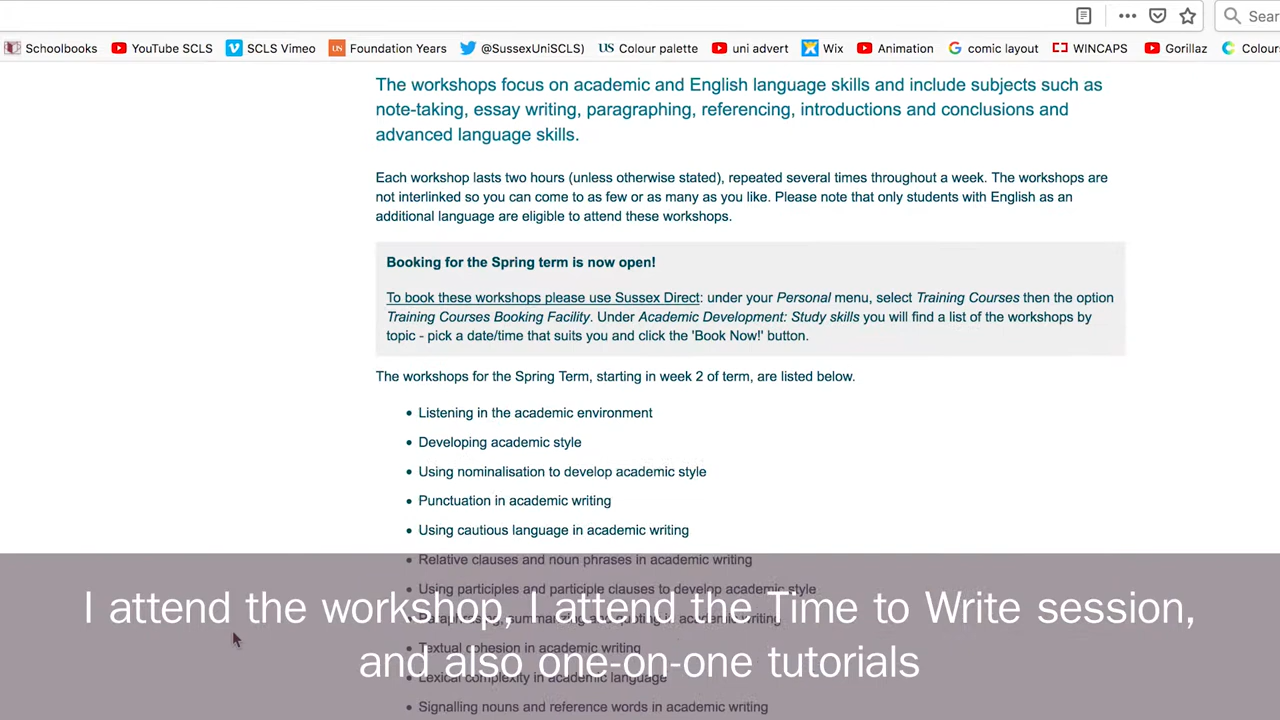 Sear
Schoolbooks YouTube SCLS SCLS Vimeo US Foundation Years @SussexUniSCLS) US Colour palette uni advert Wix Animation G comic layout WINCAPS Gorillaz C Colour
The workshops focus on academic and English language skills and include subjects such as
note-taking, essay writing, paragraphing, referencing, introductions and conclusions and
advanced language skills.
Each workshop lasts two hours (unless otherwise stated), repeated several times throughout a week. The workshops are
not interlinked so you can come to as few or as many as you like. Please note that only students with English as an
additional language are eligible to attend these workshops.
Booking for the Spring term is now open!
To book these workshops please use Sussex Direct: under your Personal menu, select Training Courses then the option
Training Courses Booking Facility. Under Academic Development: Study skills you will find a list of the workshops by
topic - pick a date/time that suits you and click the 'Book Now!' button.
The workshops for the Spring Term, starting in week 2 of term, are listed below.
• Listening in the academic environment
• Developing academic style
• Using nominalisation to develop academic style
• Punctuation in academic writing
• Using cautious language in academic writing
• Relative clauses and noun phrases in academic writing
• Using participles and participle clauses to develop academic style
I attend the workshop, I attend the Time to Write session,
• Paraphrasing, summarizing and quoting in academic writing
• Textual cohesion in academic writing
and also one-on-one tutorials
• Lexical complexity in academic language
• Signalling nouns and reference words in academic writing